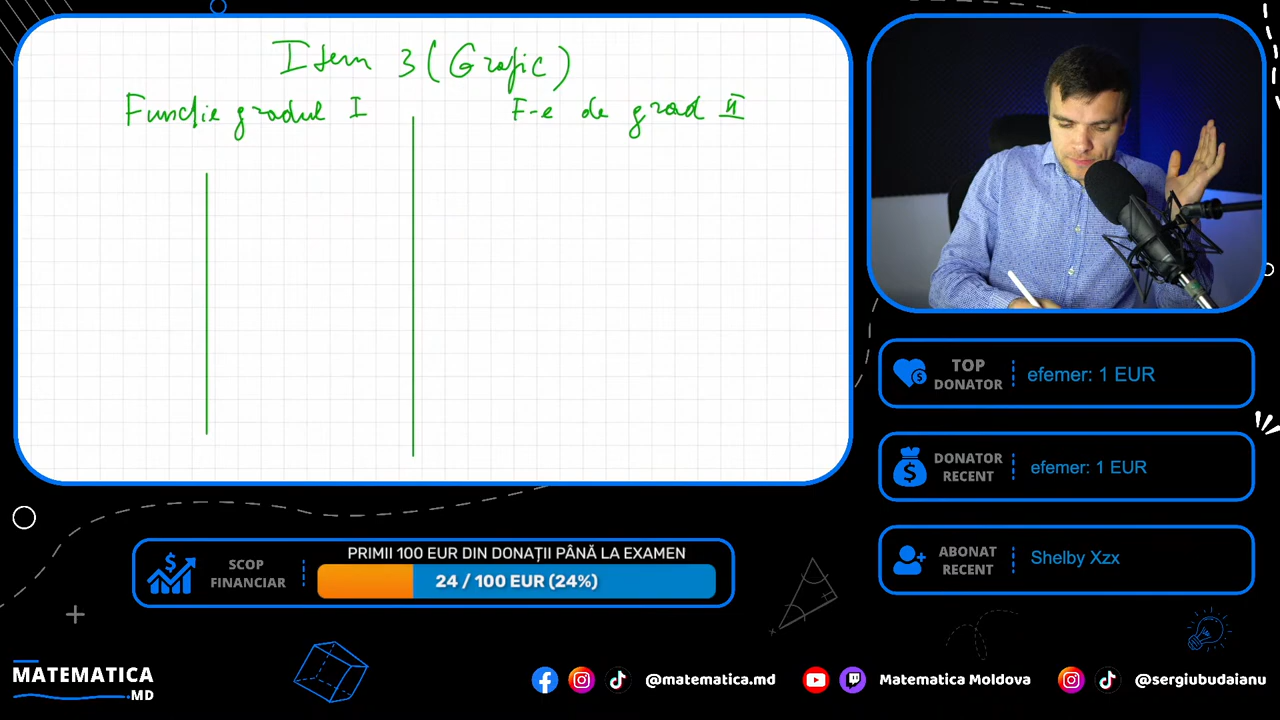 Item 3 (Grafic)
Funcție gradul I
F-e de grad II
TOP
DONATOR
efemer: 1 EUR
DONATOR
RECENT
efemer: 1 EUR
ABONAT
RECENT
Shelby Xzx
SCOP
FINANCIAR
PRIMII 100 EUR DIN DONAȚII PÂNĂ LA EXAMEN
24 / 100 EUR (24%)
MATEMATICA
.MD
@matematica.md
Matematica Moldova
@sergiubudaianu